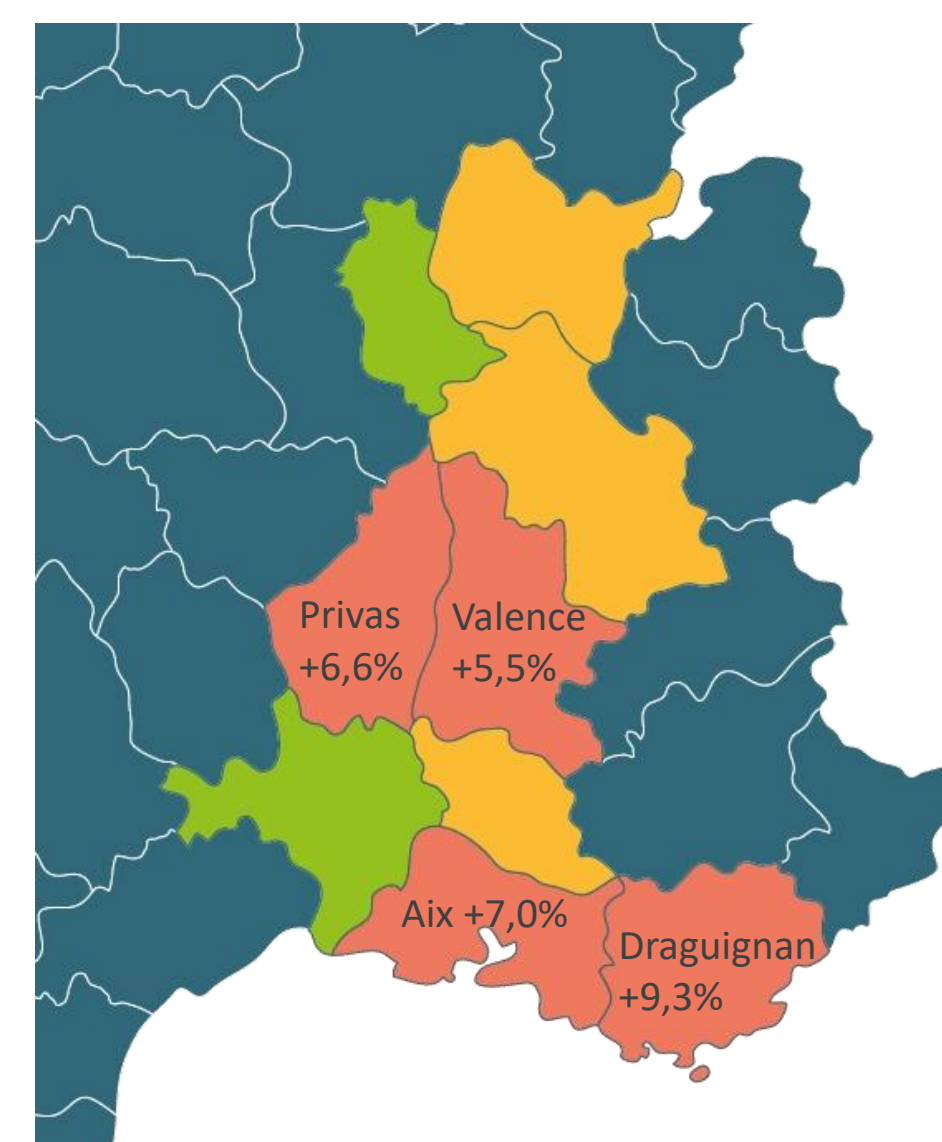 Privas
+6,6%
Valence
+5,5%
Aix +7,0%
Draguignan
+9,3%